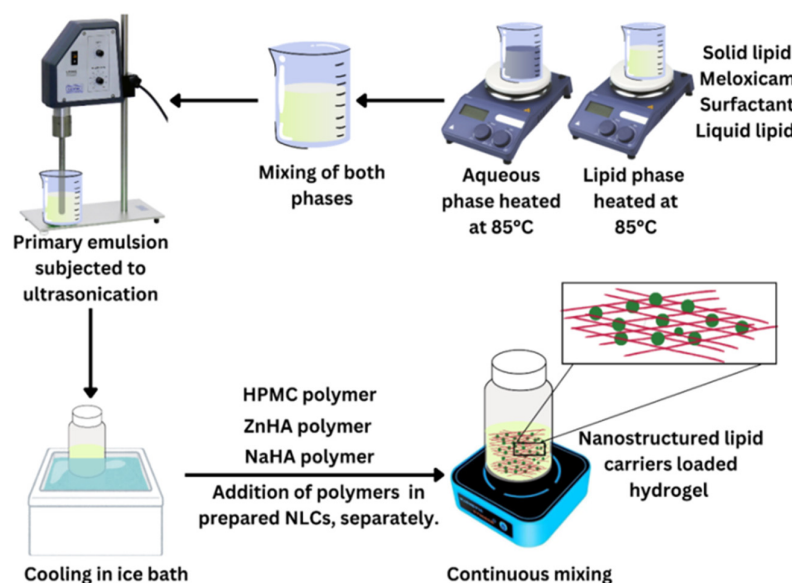 Solid lipid
Meloxicam
Surfactant
Liquid lipid
Aqueous
phase heated
at 85°C
Lipid phase
heated at
85°C
Mixing of both
phases
Primary emulsion
subjected to
ultrasonication
Cooling in ice bath
HPMC polymer
ZnHA polymer
NaHA polymer
Addition of polymers in
prepared NLCs, separately.
Continuous mixing
Nanostructured lipid
carriers loaded
hydrogel